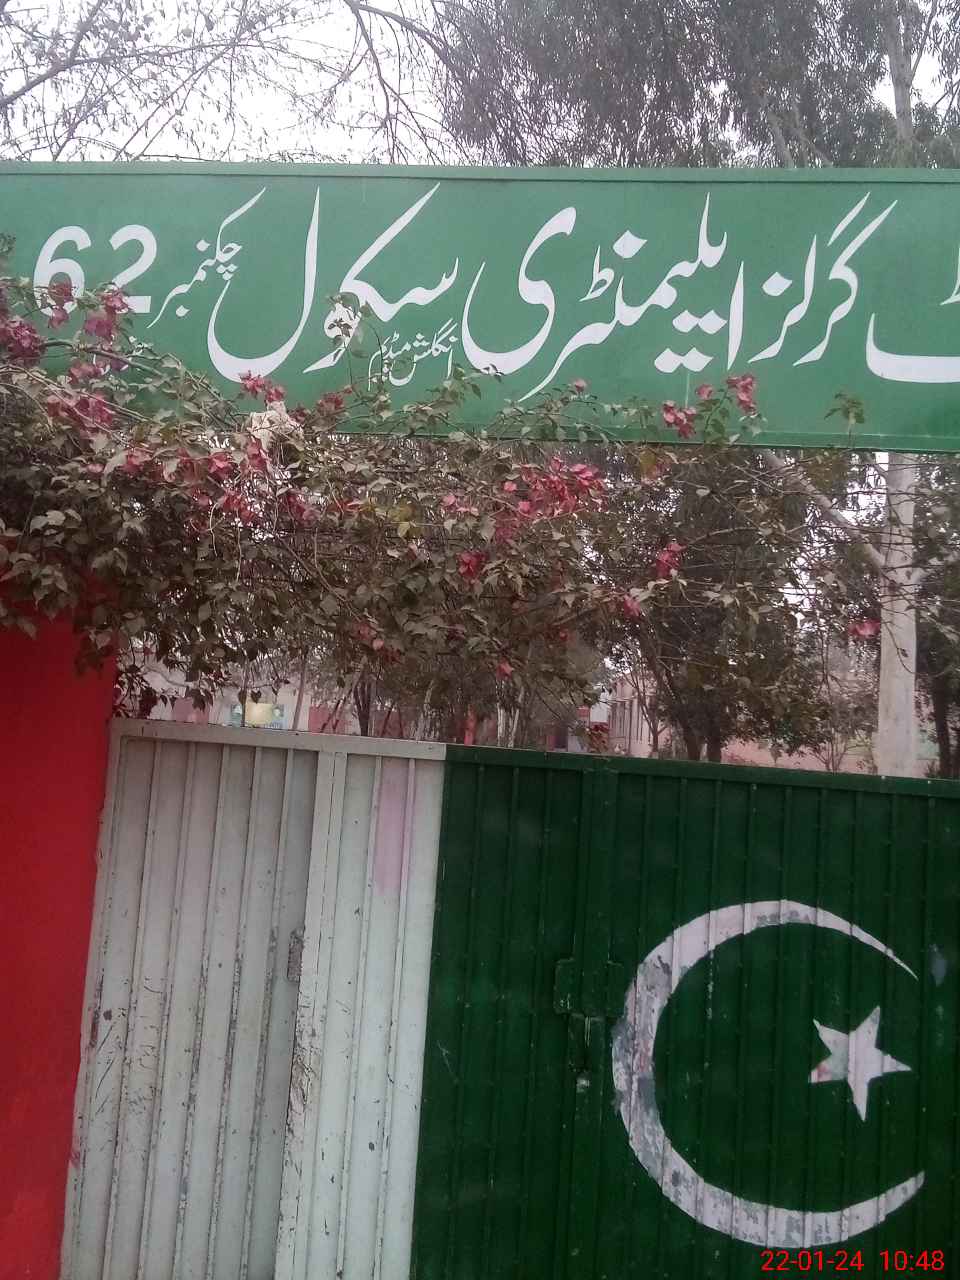 گرلز ایلیمنٹری سکول چکنمبر 62
انگلش میڈیم
22-01-24 10:48